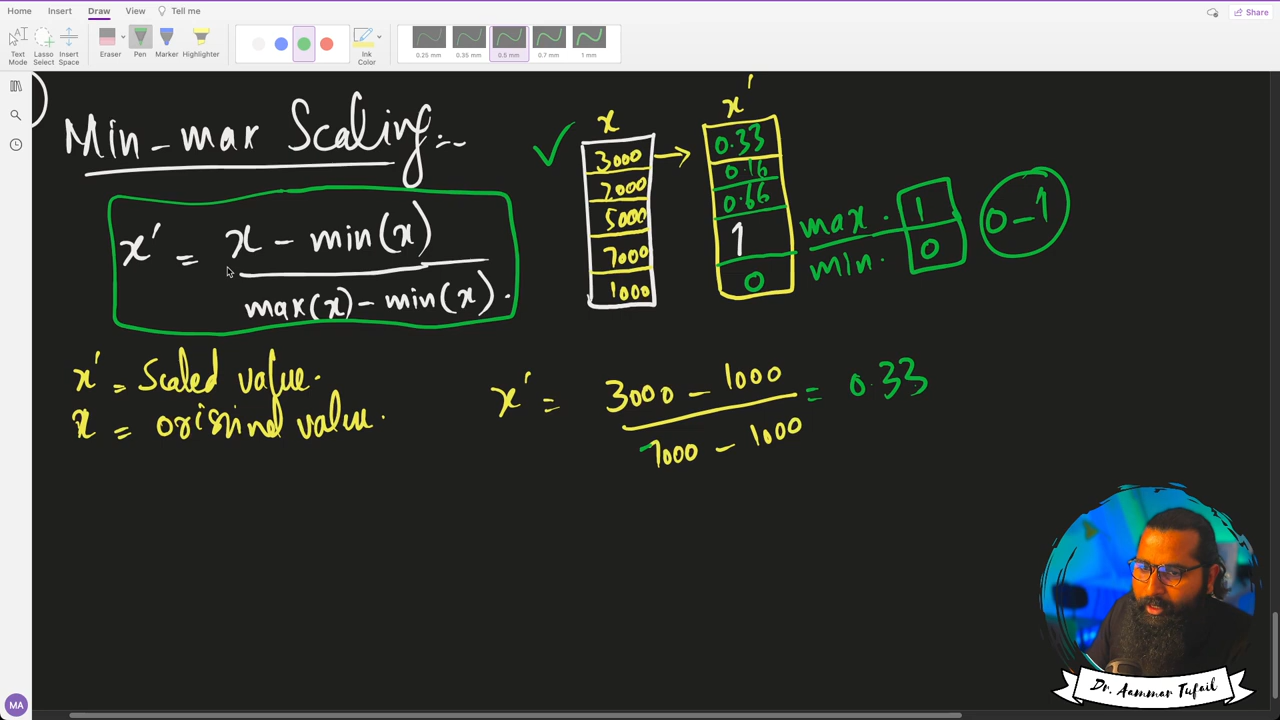 Home Insert Draw View Tell me
Share
Text Mode
Lasso Select
Insert Space
Eraser
Pen
Marker
Highlighter
Ink Color
0.25 mm
0.35 mm
0.5 mm
0.7 mm
1 mm
Min-max Scaling:-
x' = x - min(x)
max(x) - min(x).
x' = Scaled value.
x = original value.
x
3000
2000
5000
7000
1000
x'
0.33
0.16
0.66
1
0
max. 1
min. 0
0-1
x' = 3000 - 1000 = 0.33
7000 - 1000
MA
Dr. Aammar Tufail